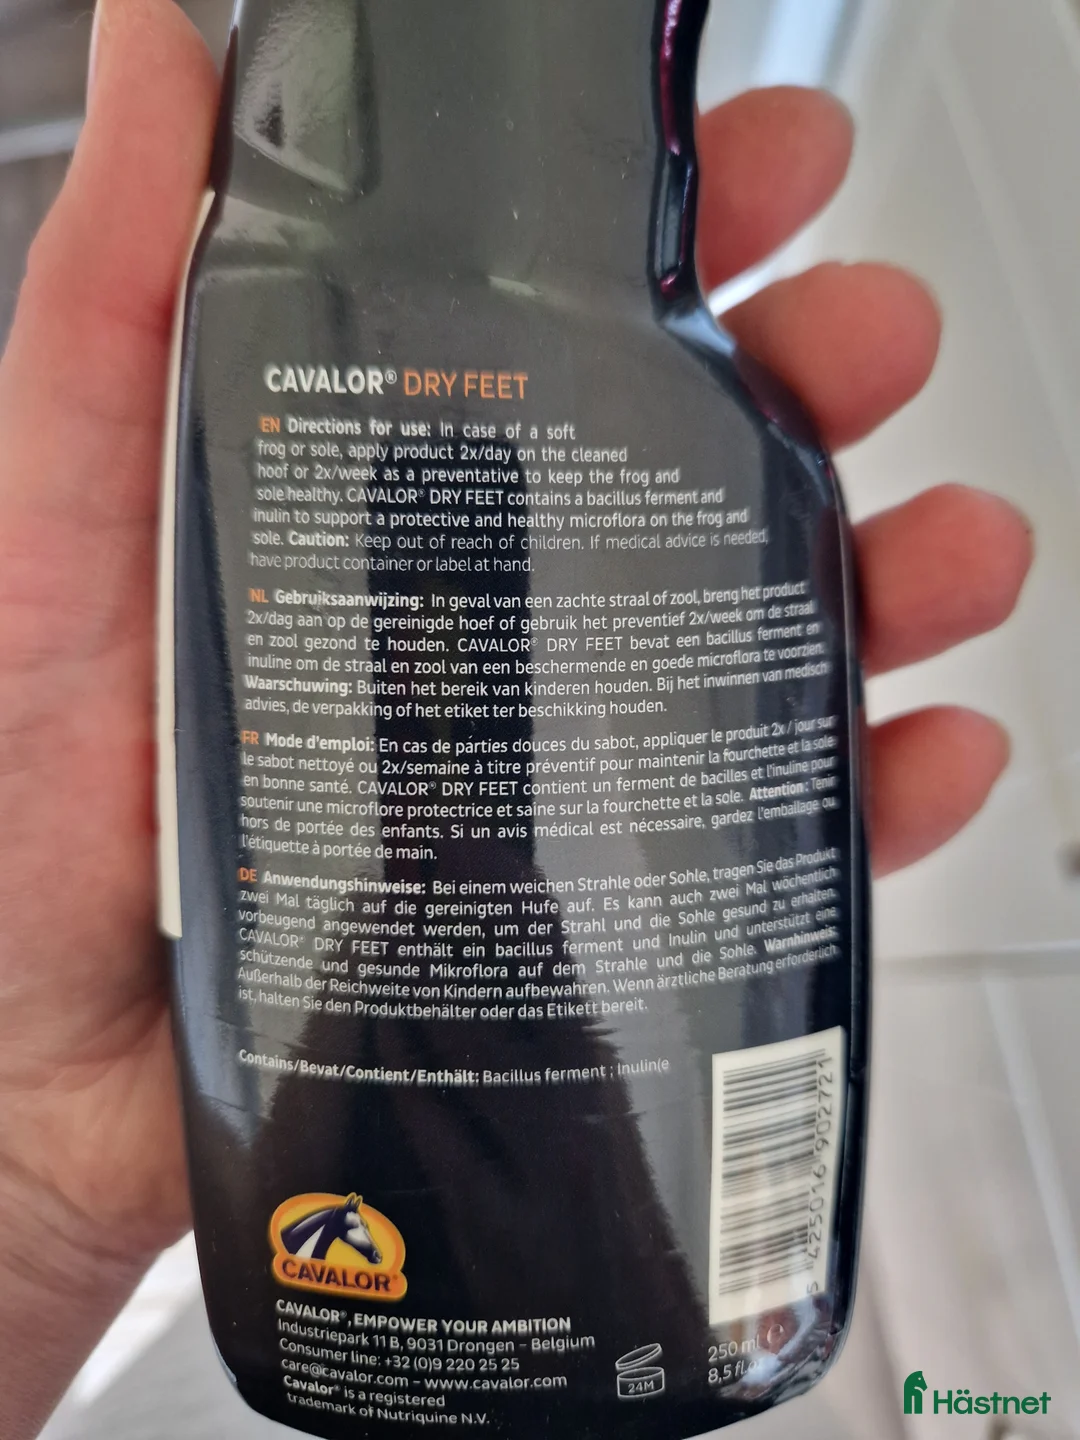 CAVALOR® DRY FEET
EN Directions for use: In case of a soft
frog or sole, apply product 2x/day on the cleaned
hoof or 2x/week as a preventative to keep the frog and
sole healthy. CAVALOR® DRY FEET contains a bacillus ferment and
inulin to support a protective and healthy microflora on the frog and
sole. Caution: Keep out of reach of children. If medical advice is needed,
have product container or label at hand.
NL Gebruiksaanwijzing: In geval van een zachte straal of zool, breng het product
2x/dag aan op de gereinigde hoef of gebruik het preventief 2x/week om de straal
en zool gezond te houden. CAVALOR® DRY FEET bevat een bacillus ferment en
inuline om de straal en zool van een beschermende en goede microflora te voorzien.
Waarschuwing: Buiten het bereik van kinderen houden. Bij het inwinnen van medisch
advies, de verpakking of het etiket ter beschikking houden.
FR Mode d'emploi: En cas de parties douces du sabot, appliquer le produit 2x / jour sur
le sabot nettoyé ou 2x/semaine à titre préventif pour maintenir la fourchette et la sole
en bonne santé. CAVALOR® DRY FEET contient un ferment de bacilles et l'inuline pour
soutenir une microflore protectrice et saine sur la fourchette et la sole. Attention : Tenir
hors de portée des enfants. Si un avis médical est nécessaire, gardez l'emballage ou
l'étiquette à portée de main.
DE Anwendungshinweise: Bei einem weichen Strahle oder Sohle, tragen Sie das Produkt
zwei Mal täglich auf die gereinigten Hufe auf. Es kann auch zwei Mal wöchentlich
vorbeugend angewendet werden, um der Strahl und die Sohle gesund zu erhalten.
CAVALOR® DRY FEET enthält ein bacillus ferment und Inulin und unterstützt eine
schützende und gesunde Mikroflora auf dem Strahle und die Sohle. Warnhinweis:
Außerhalb der Reichweite von Kindern aufbewahren. Wenn ärztliche Beratung erforderlich
ist, halten Sie den Produktbehälter oder das Etikett bereit.
Contains/Bevat/Contient/Enthält: Bacillus ferment ; Inulin(e
5 425016 902721
CAVALOR®
CAVALOR®, EMPOWER YOUR AMBITION
Industriepark 11 B, 9031 Drongen – Belgium
Consumer line: +32 (0)9 220 25 25
care@cavalor.com – www.cavalor.com
Cavalor® is a registered
trademark of Nutriquine N.V.
24M
250 ml ℮
8,5 fl.
Hästnet